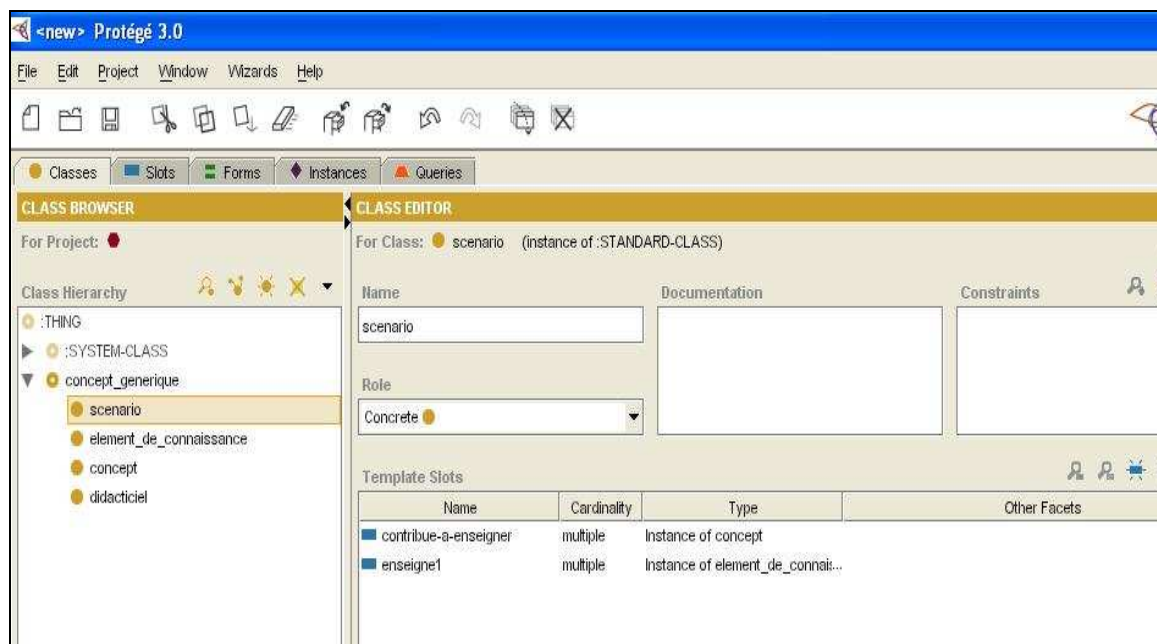 <new> Protégé 3.0
File Edit Project Window Wizards Help
Classes Slots Forms Instances Queries
CLASS BROWSER
For Project:
Class Hierarchy
:THING
:SYSTEM-CLASS
concept_generique
scenario
element_de_connaissance
concept
didacticiel
CLASS EDITOR
For Class: scenario (instance of :STANDARD-CLASS)
Name Documentation Constraints
scenario
Role
Concrete
Template Slots
Name Cardinality Type Other Facets
contribue-a-enseigner multiple Instance of concept
enseigne1 multiple Instance of element_de_connais...